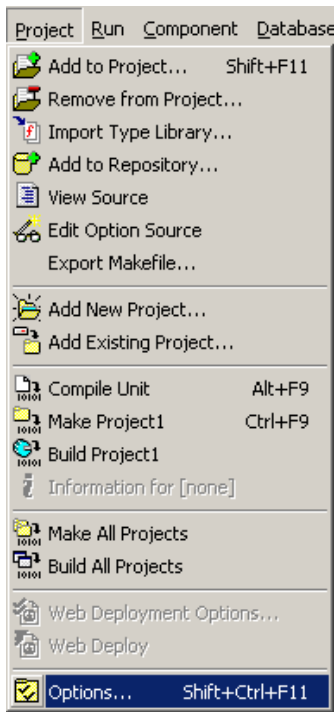 Project Run Component Database
Add to Project... Shift+F11
Remove from Project...
Import Type Library...
Add to Repository...
View Source
Edit Option Source
Export Makefile...
Add New Project...
Add Existing Project...
Compile Unit Alt+F9
Make Project1 Ctrl+F9
Build Project1
Information for [none]
Make All Projects
Build All Projects
Web Deployment Options...
Web Deploy
Options... Shift+Ctrl+F11